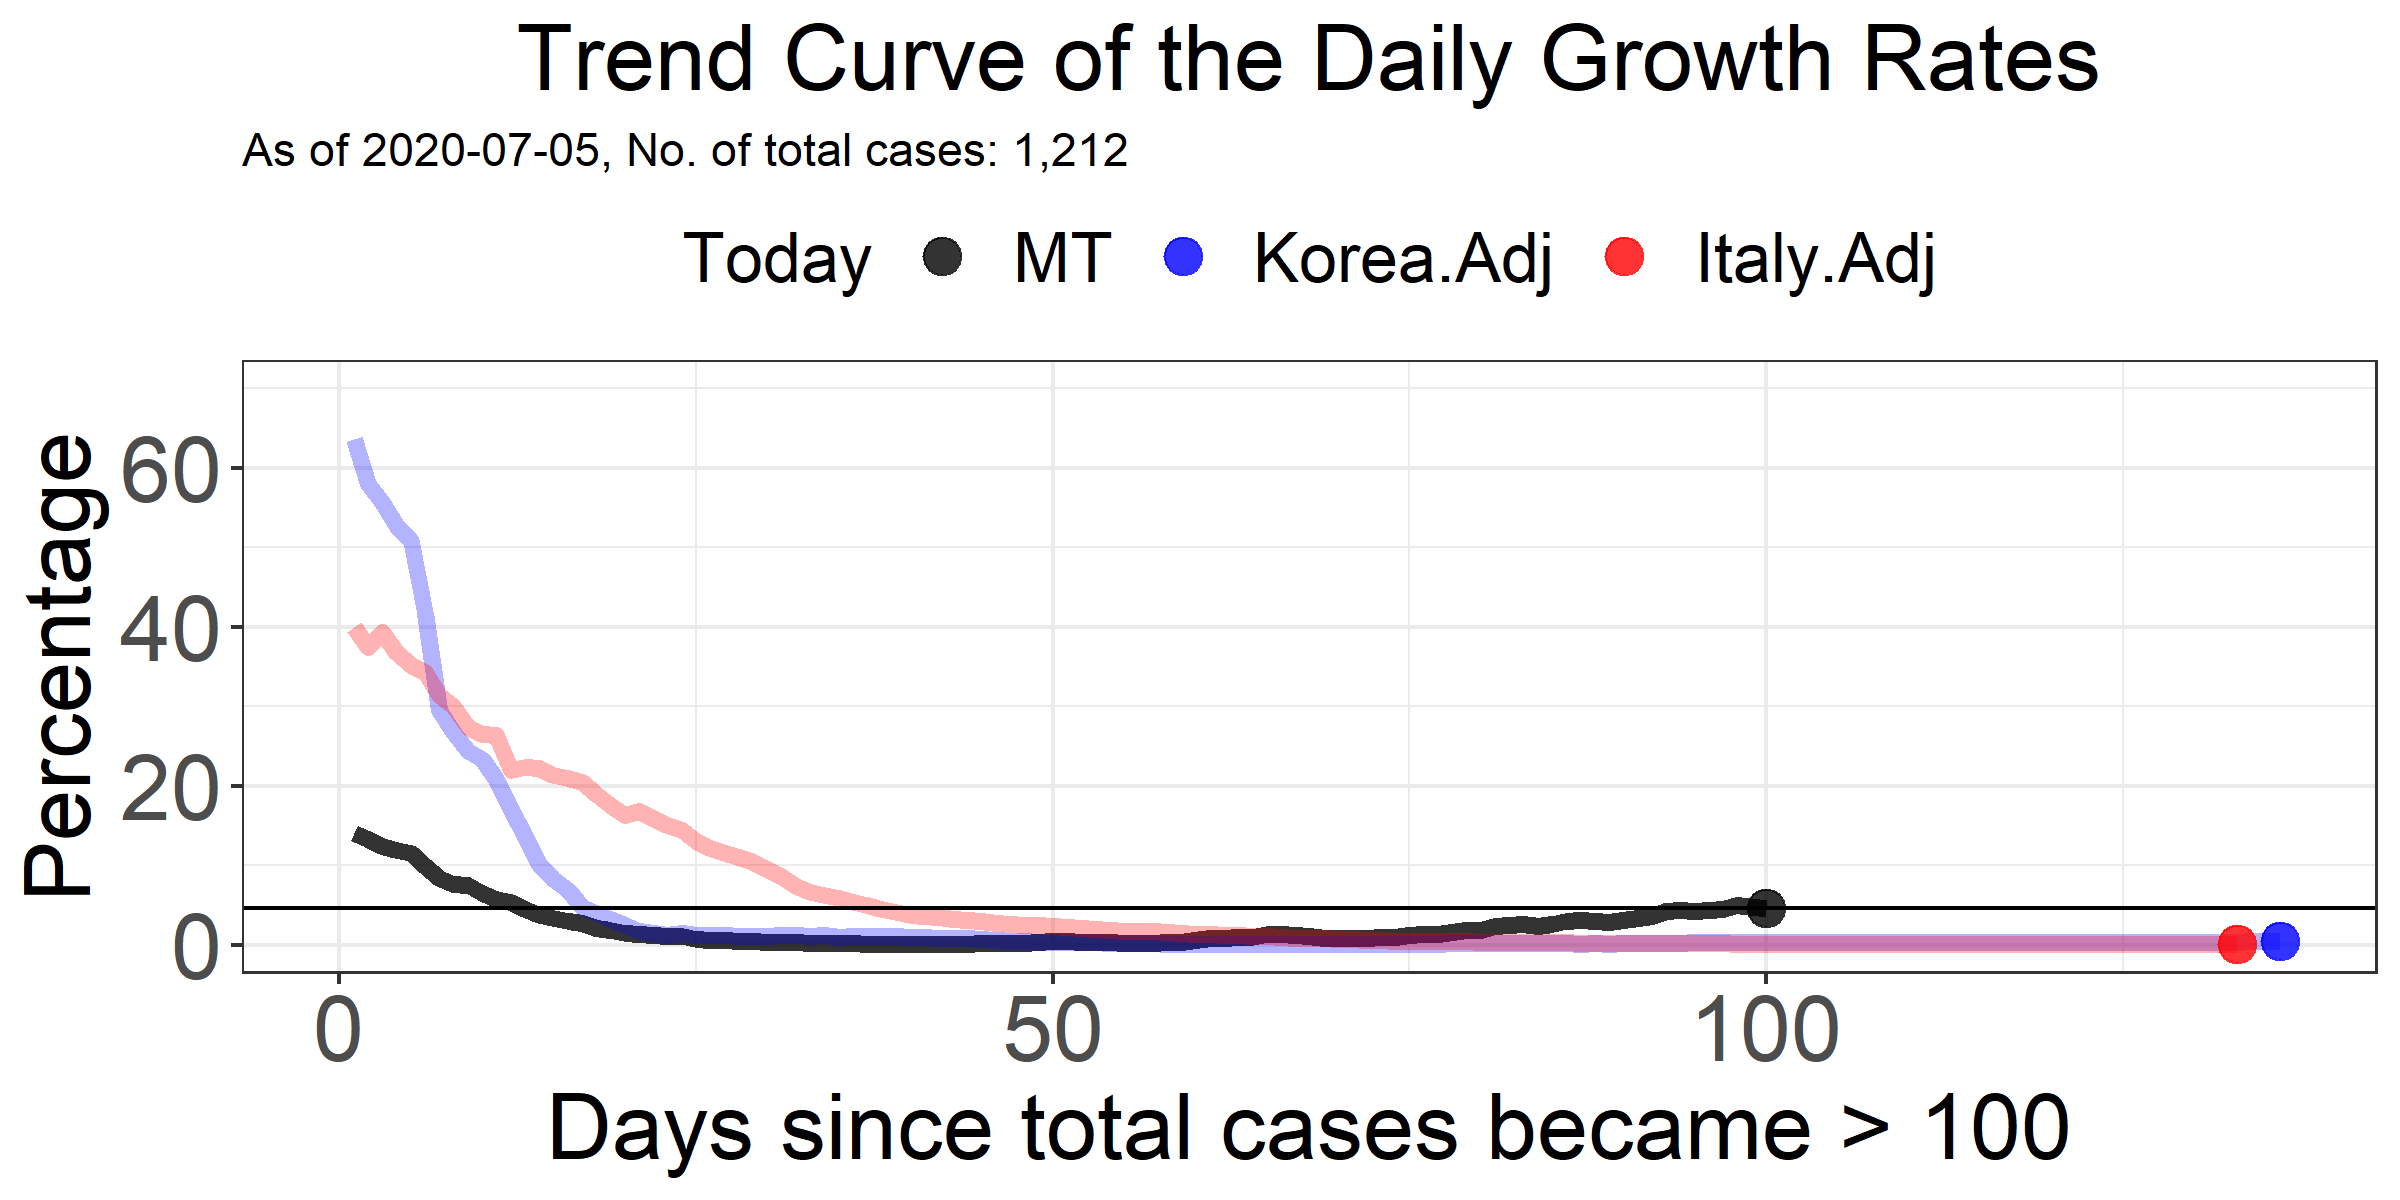 Trend Curve of the Daily Growth Rates
As of 2020-07-05, No. of total cases: 1,212
Today MT Korea.Adj Italy.Adj
Percentage
60
40
20
0
0 50 100
Days since total cases became > 100